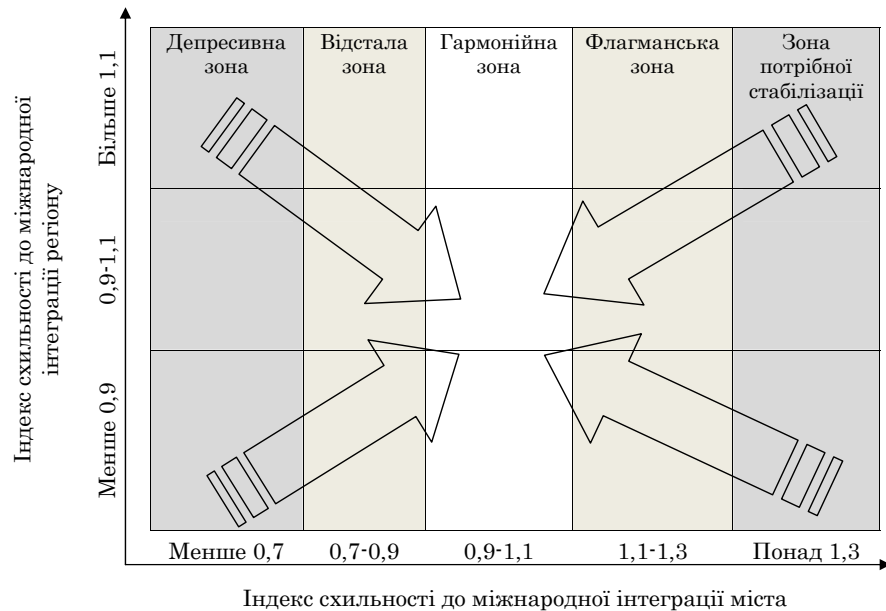 Депресивна
зона
Відстала
зона
Гармонійна
зона
Флагманська
зона
Зона
потрібної
стабілізації
Індекс схильності до міжнародної
інтеграції регіону
Більше 1,1
0,9-1,1
Менше 0,9
Менше 0,7
0,7-0,9
0,9-1,1
1,1-1,3
Понад 1,3
Індекс схильності до міжнародної інтеграції міста